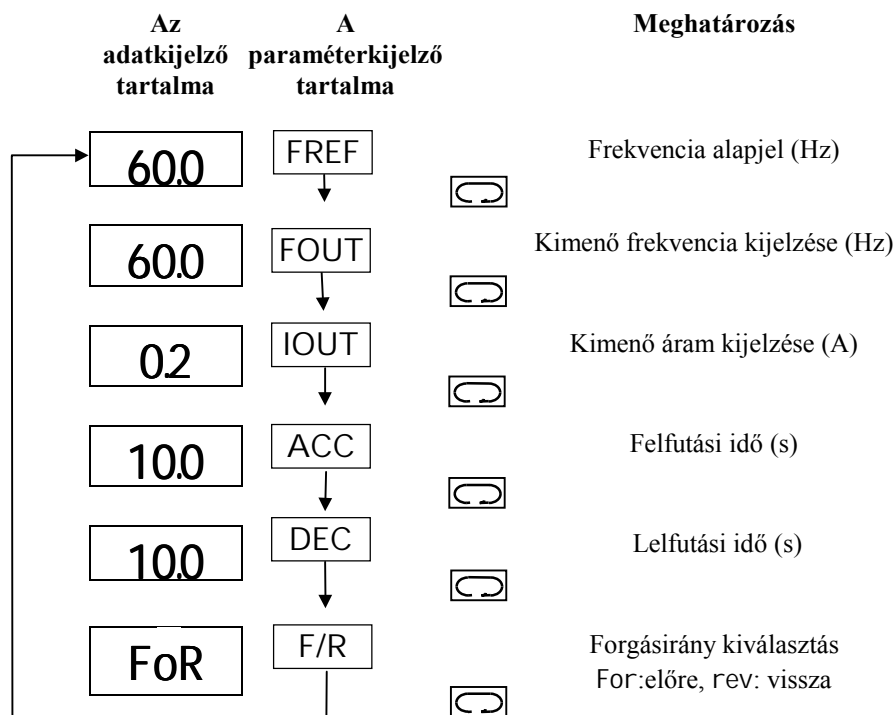 Az adatkijelző tartalma
A paraméterkijelző tartalma
Meghatározás
60.0 FREF Frekvencia alapjel (Hz)
60.0 FOUT Kimenő frekvencia kijelzése (Hz)
0.2 IOUT Kimenő áram kijelzése (A)
10.0 ACC Felfutási idő (s)
10.0 DEC Lelfutási idő (s)
FoR F/R Forgásirány kiválasztás
For:előre, rev: vissza